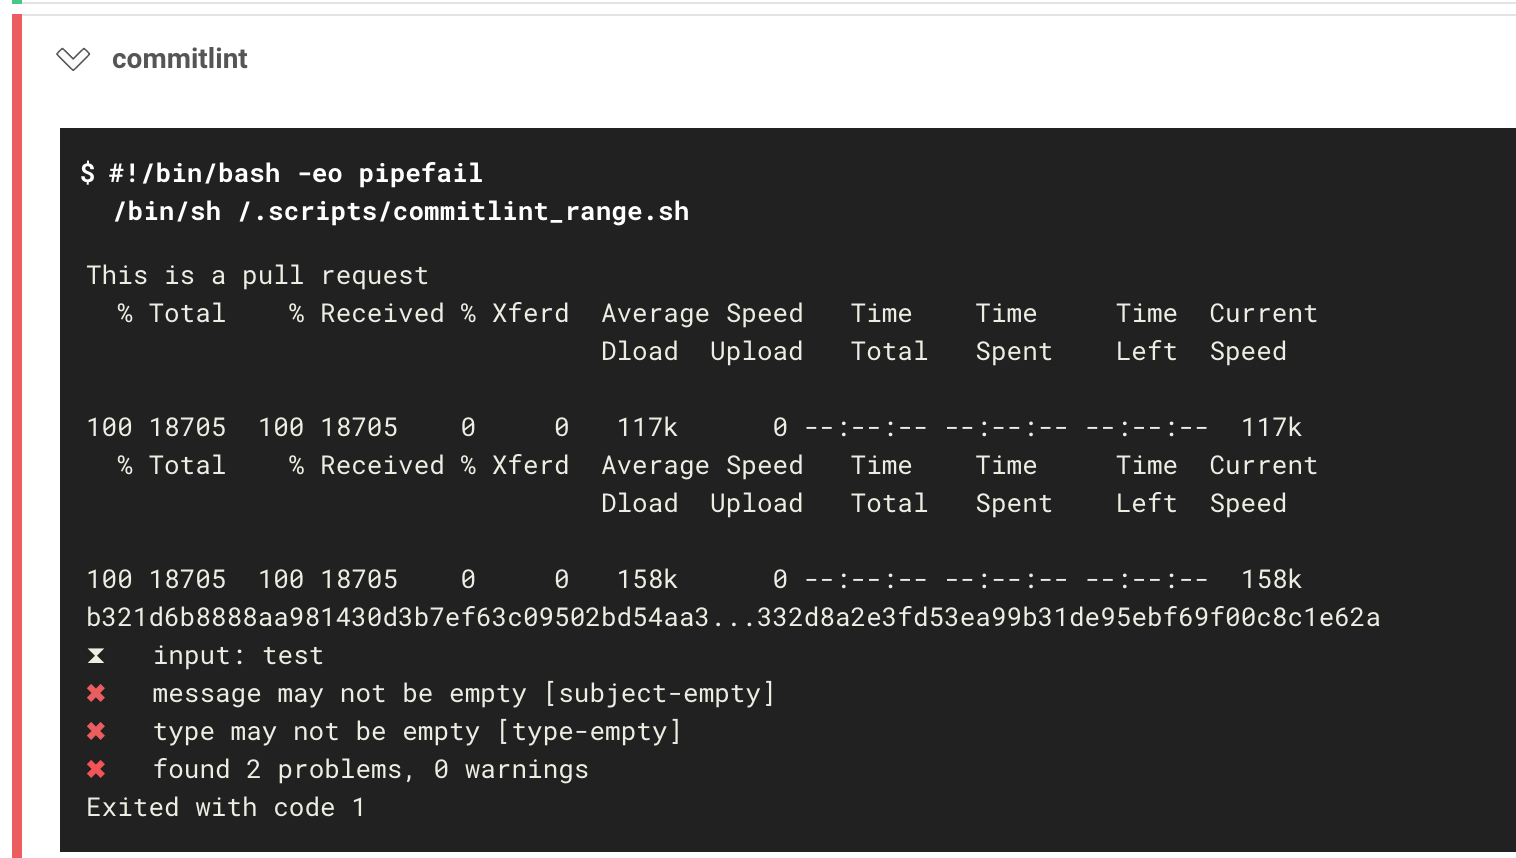 commitlint
$ #!/bin/bash -eo pipefail
/bin/sh /.scripts/commitlint_range.sh
This is a pull request
% Total    % Received % Xferd  Average Speed   Time    Time     Time  Current
Dload  Upload   Total   Spent    Left  Speed
100 18705  100 18705    0     0   117k      0 --:--:-- --:--:-- --:--:--  117k
% Total    % Received % Xferd  Average Speed   Time    Time     Time  Current
Dload  Upload   Total   Spent    Left  Speed
100 18705  100 18705    0     0   158k      0 --:--:-- --:--:-- --:--:--  158k
b321d6b8888aa981430d3b7ef63c09502bd54aa3...332d8a2e3fd53ea99b31de95ebf69f00c8c1e62a
⧗   input: test
✖   message may not be empty [subject-empty]
✖   type may not be empty [type-empty]
✖   found 2 problems, 0 warnings
Exited with code 1